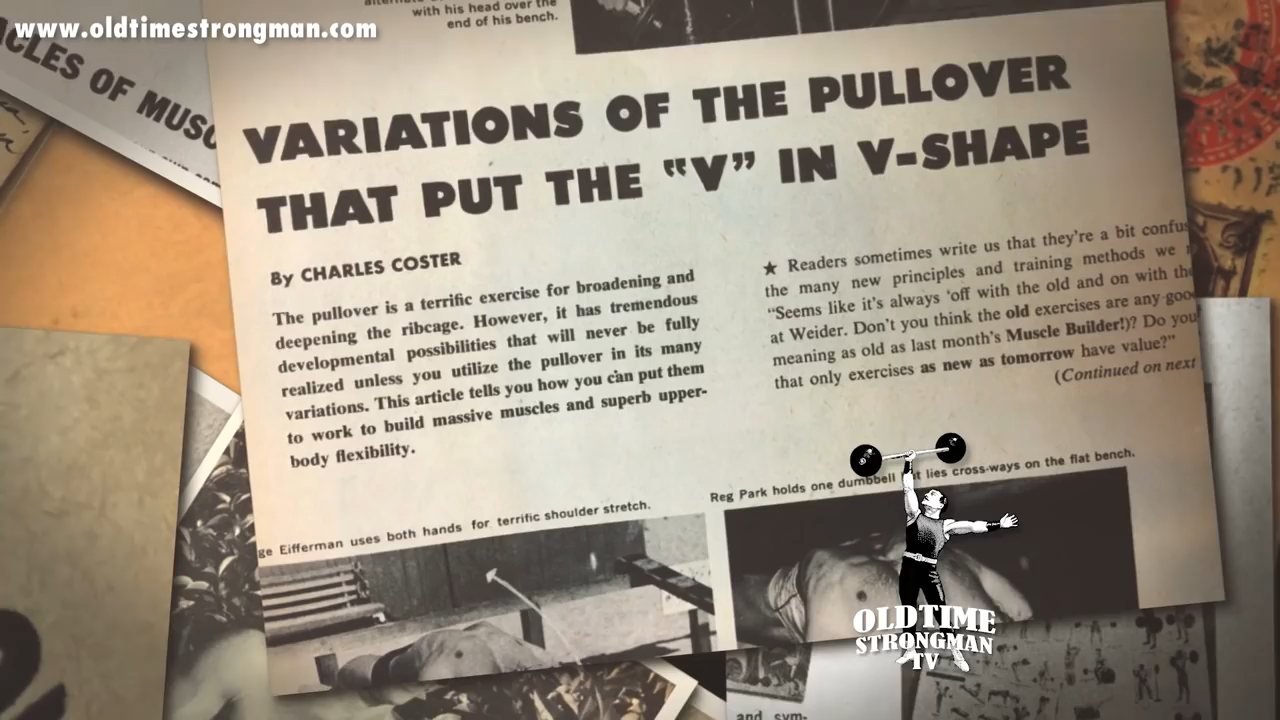 www.oldtimestrongman.com
with his head over the
end of his bench.
OF MUSC
VARIATIONS OF THE PULLOVER
THAT PUT THE “V” IN V-SHAPE
By CHARLES COSTER
The pullover is a terrific exercise for broadening and
deepening the ribcage. However, it has tremendous
developmental possibilities that will never be fully
realized unless you utilize the pullover in its many
variations. This article tells you how you can put them
to work to build massive muscles and superb upper-
body flexibility.
★ Readers sometimes write us that they're a bit confus
the many new principles and training methods we
“Seems like it's always ‘off with the old and on with the
at Weider. Don't you think the old exercises are any goo
meaning as old as last month's Muscle Builder!)? Do you
that only exercises as new as tomorrow have value?”
(Continued on next
ge Eifferman uses both hands for terrific shoulder stretch.
Reg Park holds one dumbbell lies cross-ways on the flat bench.
OLDTIME
STRONGMAN
TV
and sym-